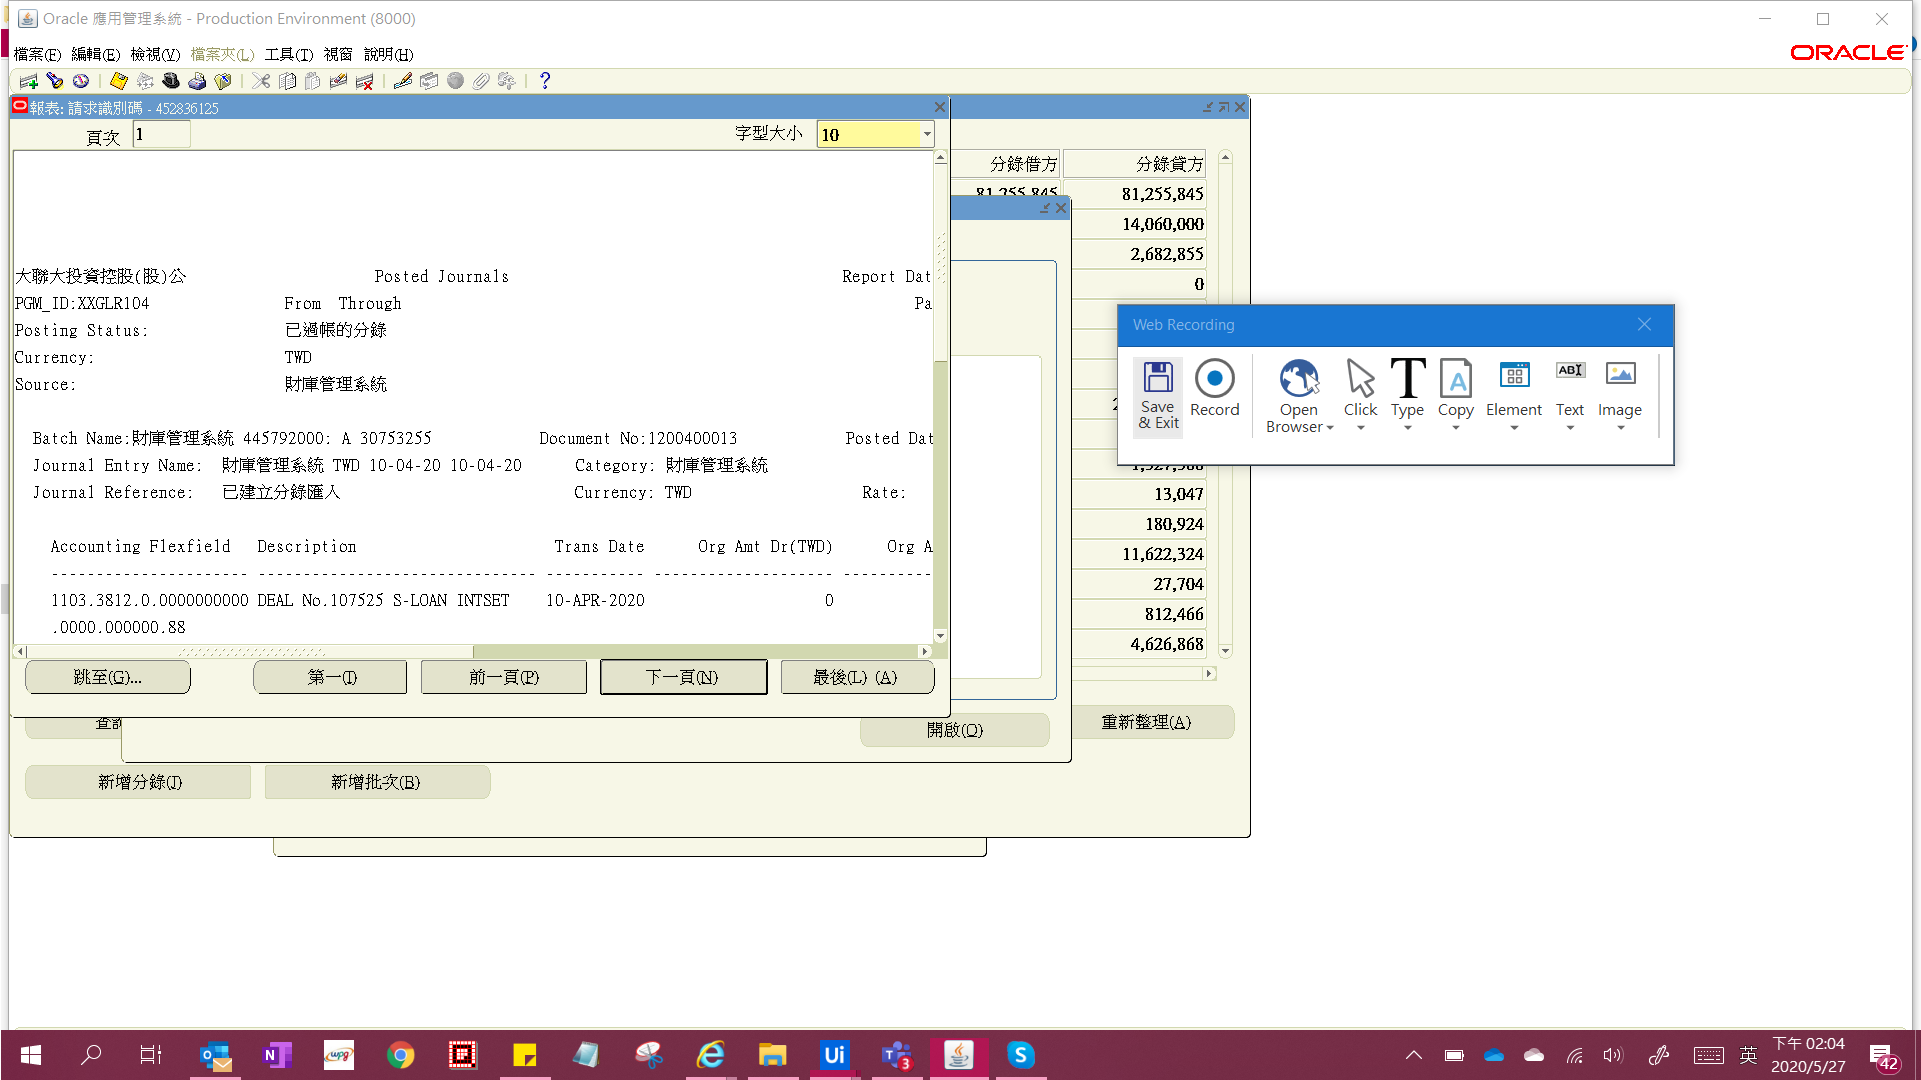 Oracle 應用管理系統 - Production Environment (8000)
檔案(F) 編輯(E) 檢視(V) 檔案夾(L) 工具(T) 視窗 說明(H)
ORACLE
報表: 請求識別碼 - 452836125
頁次 1 字型大小 10
大聯大投資控股(股)公 Posted Journals Report Dat
PGM_ID:XXGLR104 From Through Pa
Posting Status: 已過帳的分錄
Currency: TWD
Source: 財庫管理系統
Batch Name:財庫管理系統 445792000: A 30753255 Document No:1200400013 Posted Dat
Journal Entry Name: 財庫管理系統 TWD 10-04-20 10-04-20 Category: 財庫管理系統
Journal Reference: 已建立分錄匯入 Currency: TWD Rate:
Accounting Flexfield Description Trans Date Org Amt Dr(TWD) Org A
---------------------- ------------------------------- ----------- -------------------- ----------
1103.3812.0.0000000000 DEAL No.107525 S-LOAN INTSET 10-APR-2020 0
.0000.000000.88
跳至(G)... 第一(I) 前一頁(P) 下一頁(N) 最後(L) (A)
分錄借方 分錄貸方
81,255,845 81,255,845
14,060,000
2,682,855
0
13,047
180,924
11,622,324
27,704
812,466
4,626,868
開啟(O)
重新整理(A)
新增分錄(J) 新增批次(B)
Web Recording
Save & Exit
Record
Open Browser
Click
Type
Copy
Element
Text
Image
英
下午 02:04
2020/5/27
42